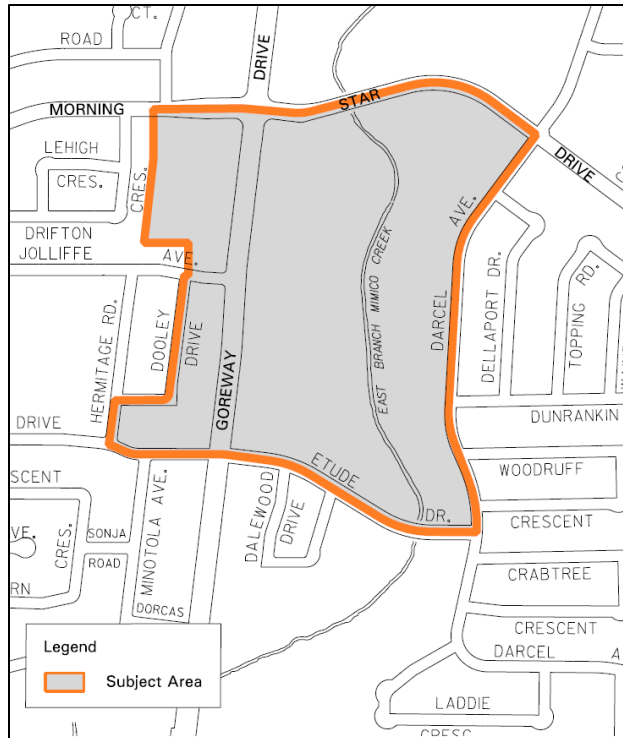 CT.
ROAD
DRIVE
MORNING
STAR
DRIVE
LEHIGH
CRES.
CRES.
DRIFTON
JOLLIFFE
AVE.
AVE.
DARCEL
EAST BRANCH MIMICO CREEK
DELLAPORT DR.
TOPPING
RD.
HERMITAGE RD.
DOOLEY
DRIVE
GOREWAY
DRIVE
DUNRANKIN
WOODRUFF
CRESCENT
CRABTREE
CRESCENT
DARCEL A
LADDIE
CRESC
ETUDE
DR.
DALEWOOD
DRIVE
SCENT
VE.
CRES.
SONJA
ROAD
RN
MINOTOLA AVE.
DORCAS
Legend
Subject Area